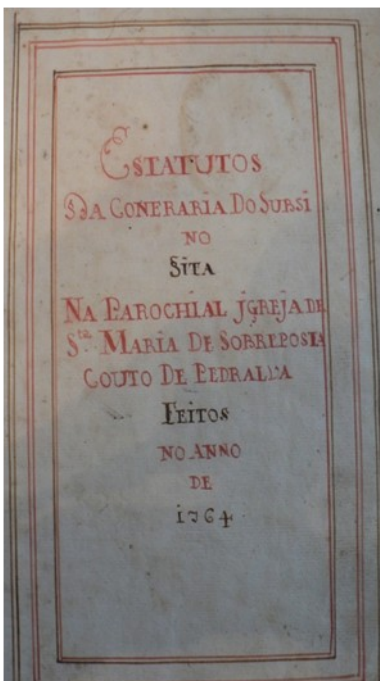 ESTATUTOS
DA CONFRARIA DO SUBSI
NO
SITA
NA PAROCHIAL JGREJA DE
Sta. MARIA DE SOBREPOSTA
COUTO DE PEDRALVA
FEITOS
NO ANNO
DE
1764